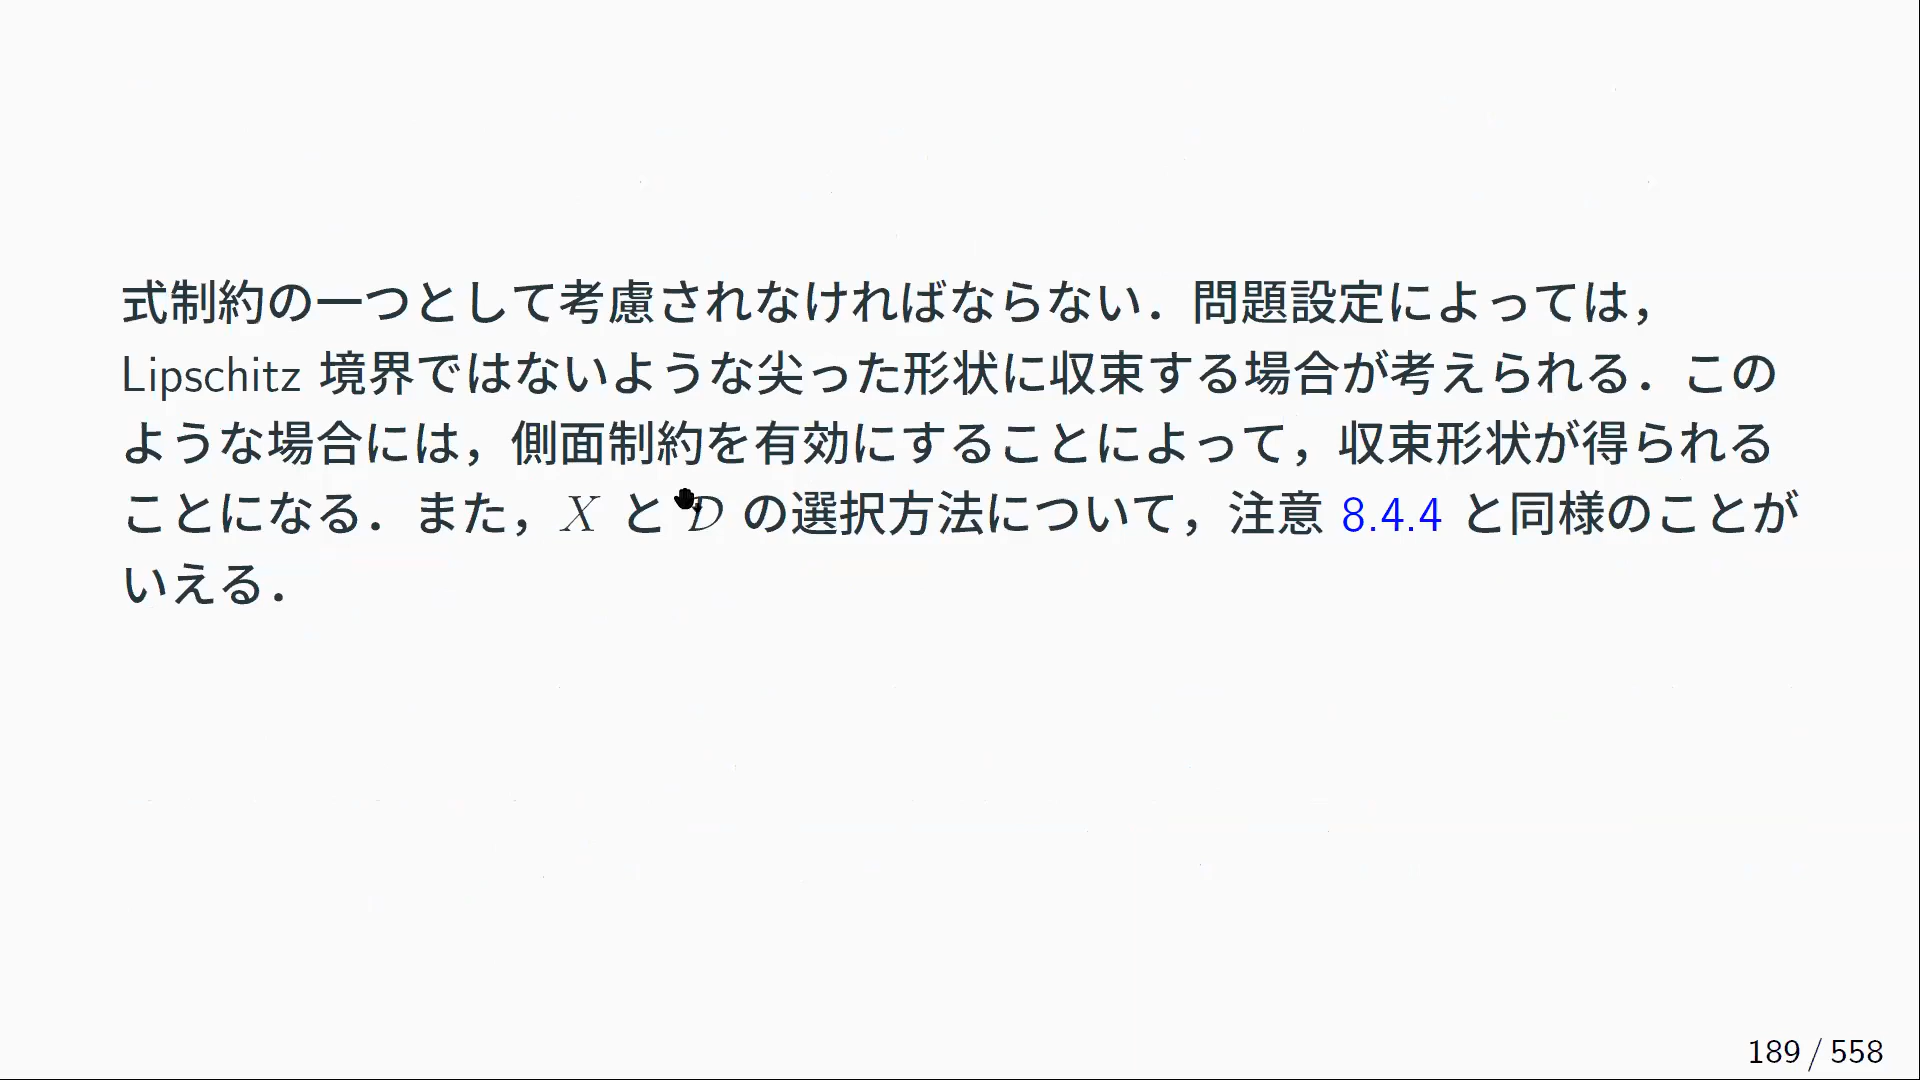 式制約の一つとして考慮されなければならない．問題設定によっては，
Lipschitz 境界ではないような尖った形状に収束する場合が考えられる．この
ような場合には，側面制約を有効にすることによって，収束形状が得られる
ことになる．また，X と D の選択方法について，注意 8.4.4 と同様のことが
いえる．
189 / 558